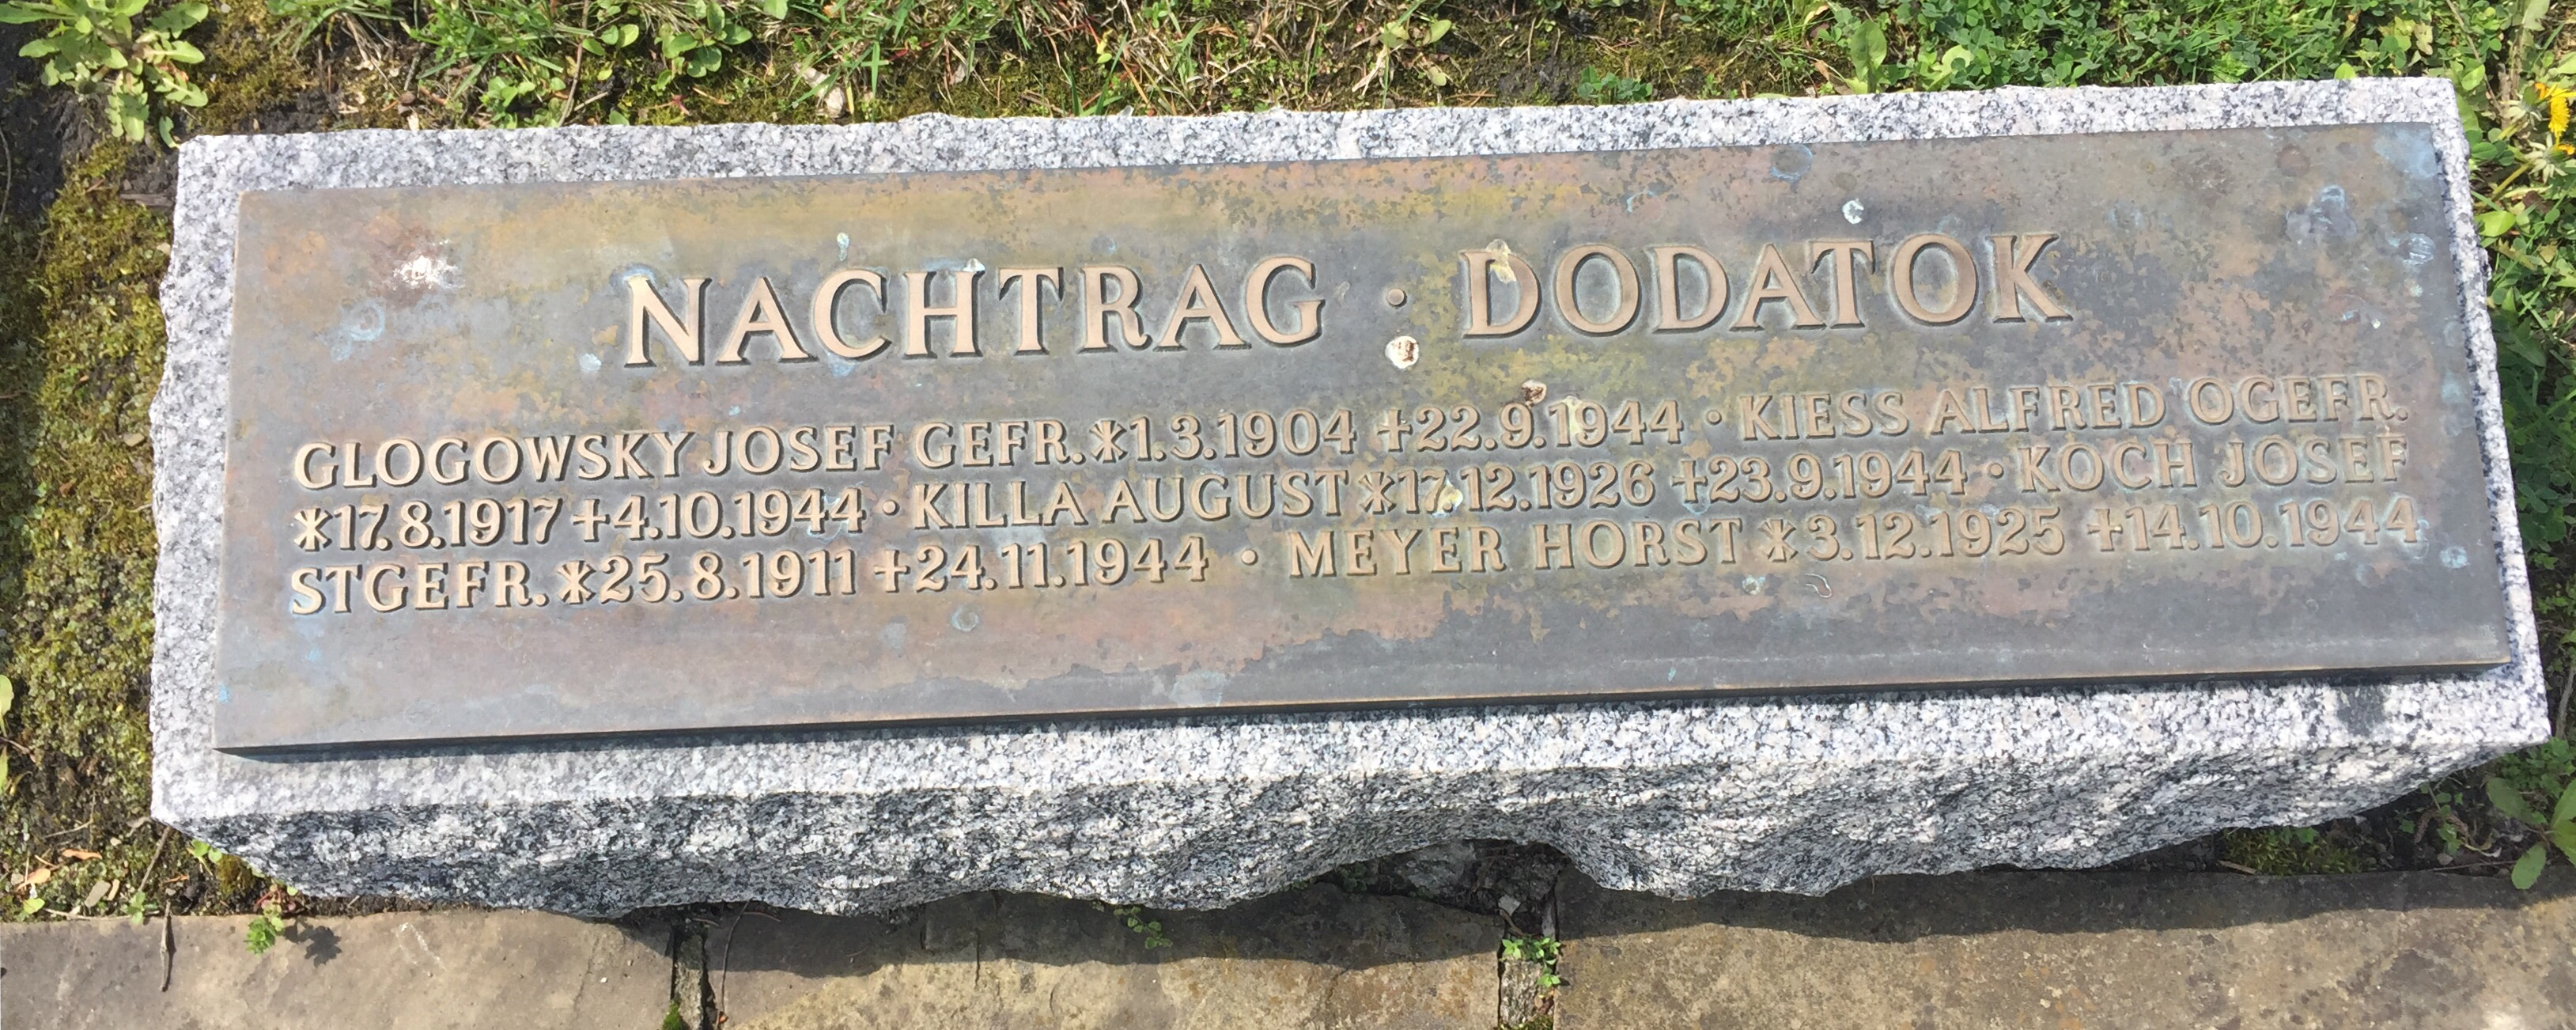 NACHTRAG · DODATOK
GLOGOWSKY JOSEF GEFR.*1.3.1904 +22.9.1944 · KIESS ALFRED OGEFR.
*17.8.1917 +4.10.1944 · KILLA AUGUST *17.12.1926 +23.9.1944 · KOCH JOSEF
STGEFR. *25.8.1911 +24.11.1944 · MEYER HORST *3.12.1925 +14.10.1944